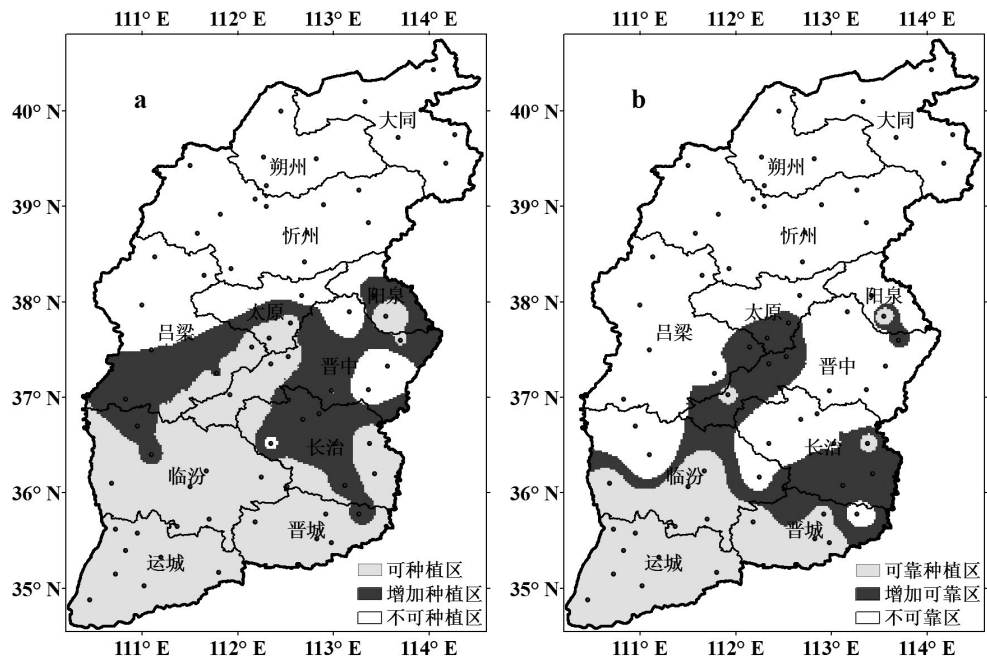 111° E 112° E 113° E 114° E
111° E 112° E 113° E 114° E
a
b
40° N
39° N
38° N
37° N
36° N
35° N
大同
朔州
忻州
阳泉
太原
吕梁
晋中
长治
临汾
晋城
运城
可种植区
增加种植区
不可种植区
40° N
39° N
38° N
37° N
36° N
35° N
大同
朔州
忻州
阳泉
太原
吕梁
晋中
长治
临汾
晋城
运城
可靠种植区
增加可靠区
不可靠区
111° E 112° E 113° E 114° E
111° E 112° E 113° E 114° E